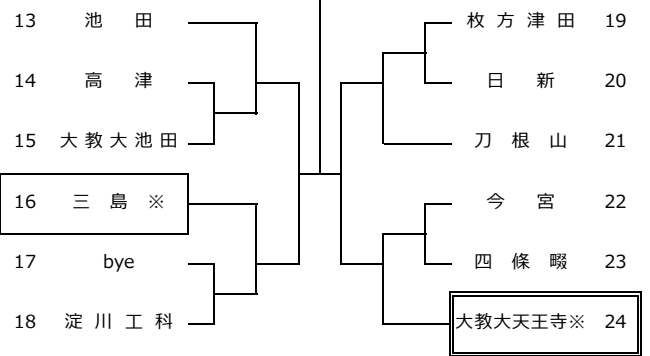 13 池田
14 高津
15 大教大池田
16 三島※
17 bye
18 淀川工科
枚方津田 19
日新 20
刀根山 21
今宮 22
四條畷 23
大教大天王寺※ 24